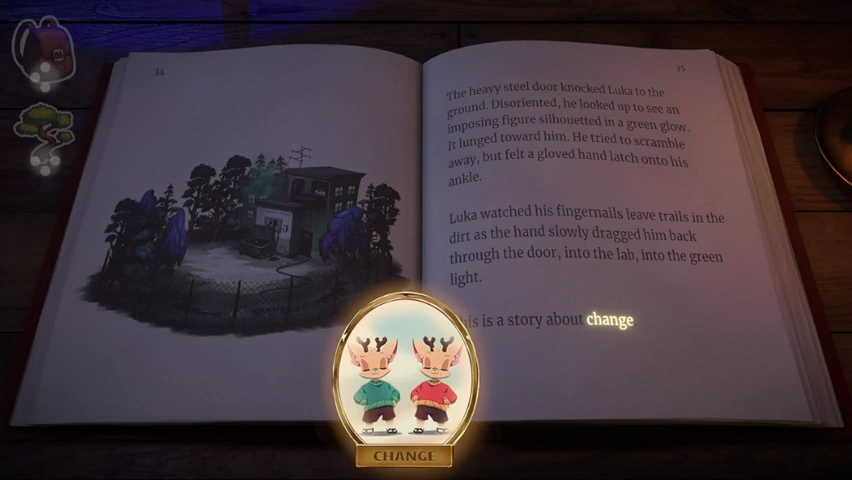 34
35
The heavy steel door knocked Luka to the
ground. Disoriented, he looked up to see an
imposing figure silhouetted in a green glow.
It lunged toward him. He tried to scramble
away, but felt a gloved hand latch onto his
ankle.
Luka watched his fingernails leave trails in the
dirt as the hand slowly dragged him back
through the door, into the lab, into the green
light.
is is a story about change
CHANGE